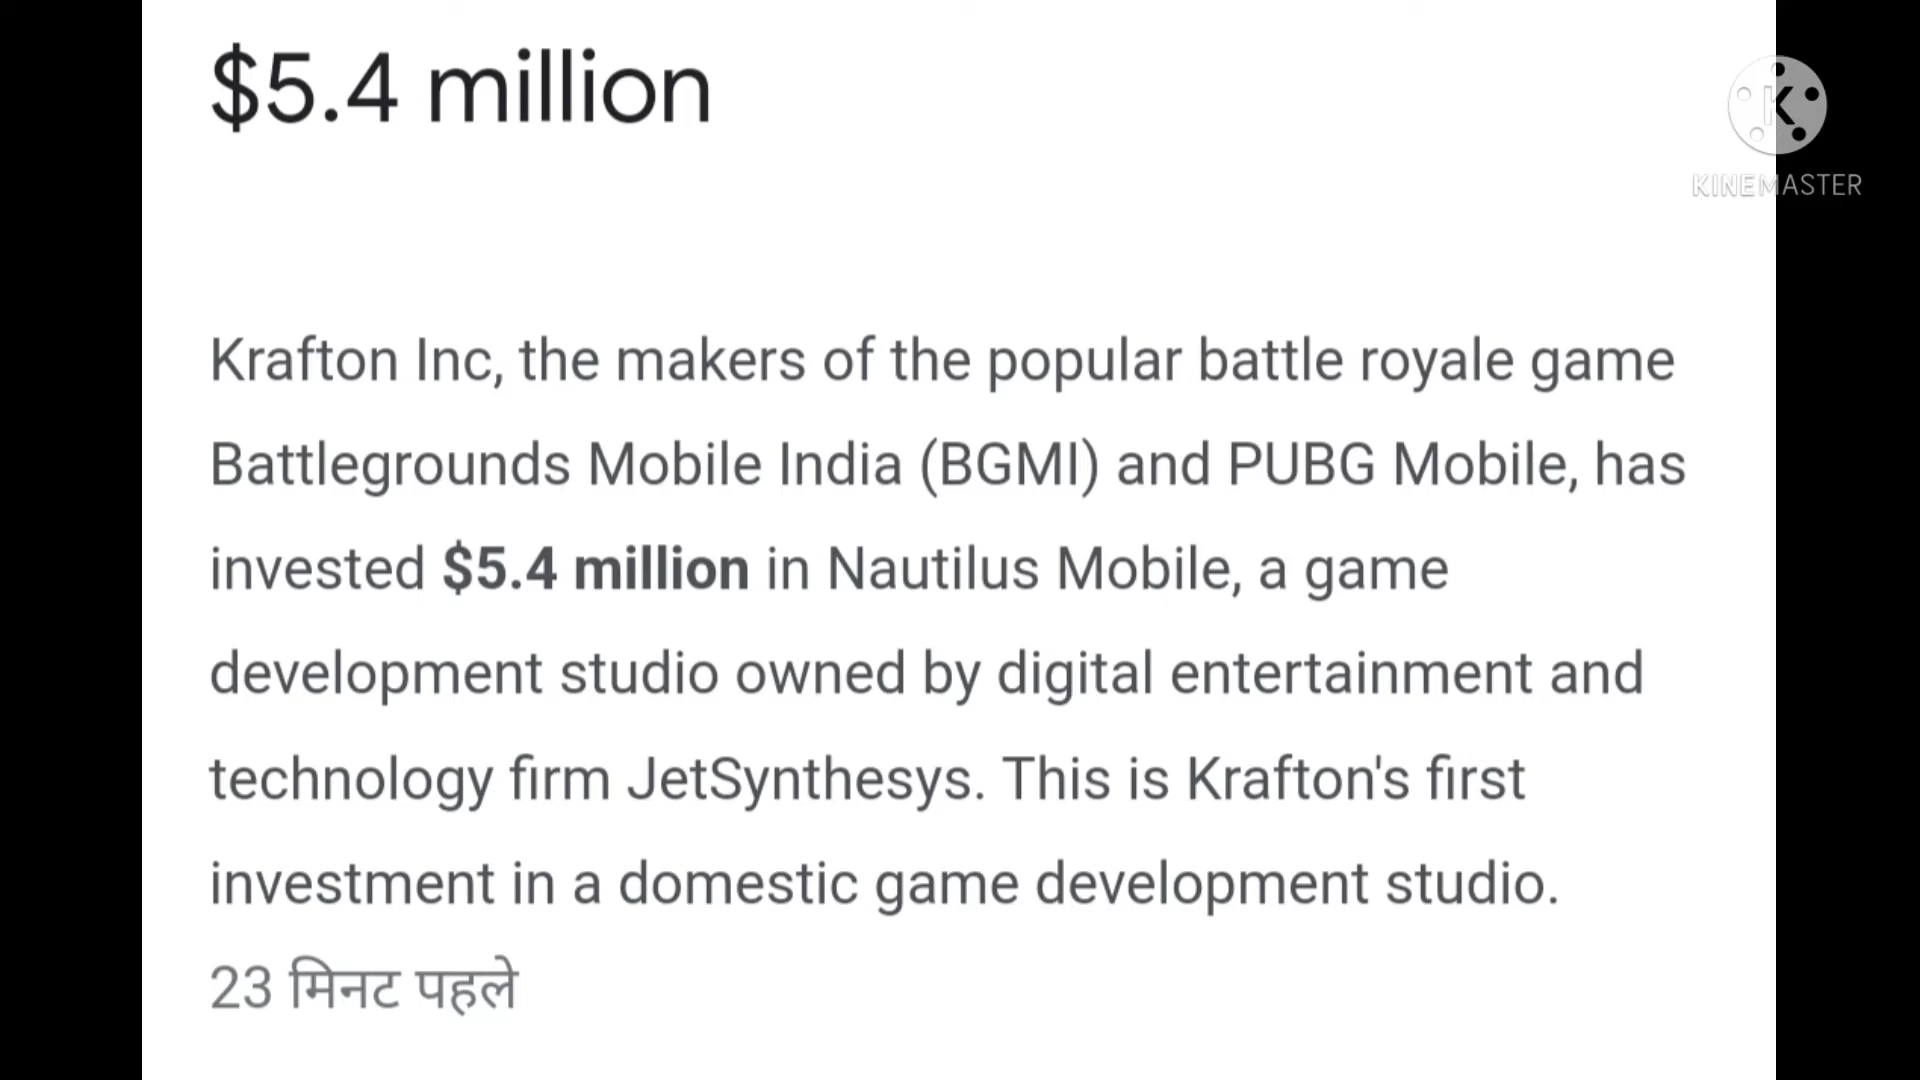 $5.4 million
KINEMASTER
Krafton Inc, the makers of the popular battle royale game
Battlegrounds Mobile India (BGMI) and PUBG Mobile, has
invested $5.4 million in Nautilus Mobile, a game
development studio owned by digital entertainment and
technology firm JetSynthesys. This is Krafton's first
investment in a domestic game development studio.
23 मिनट पहले